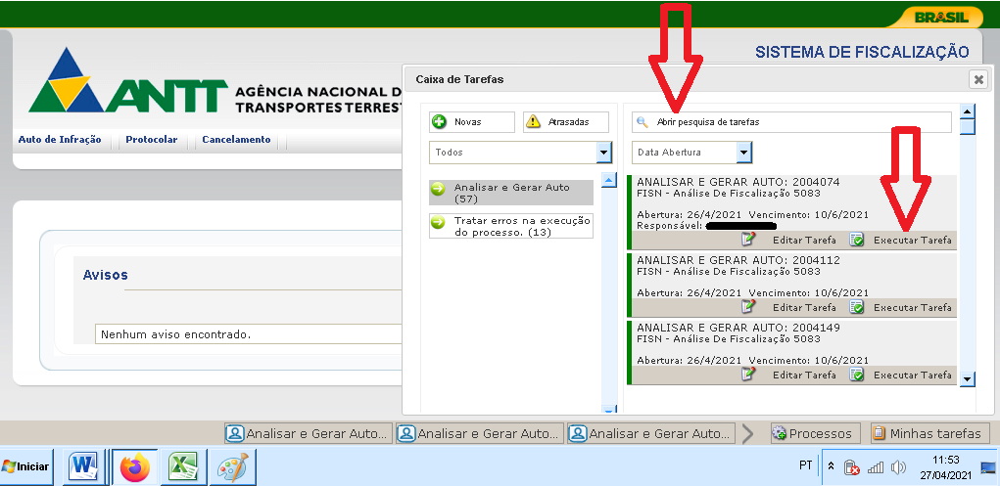 BRASIL
SISTEMA DE FISCALIZAÇÃO
ANTT
AGÊNCIA NACIONAL D
TRANSPORTES TERRES
Auto de Infração
Protocolar
Cancelamento
Caixa de Tarefas
Novas
Atrasadas
Todos
Analisar e Gerar Auto
(57)
Tratar erros na execução
do processo. (13)
Abrir pesquisa de tarefas
Data Abertura
ANALISAR E GERAR AUTO: 2004074
FISN - Análise De Fiscalização 5083
Abertura: 26/4/2021 Vencimento: 10/6/2021
Responsável:
Editar Tarefa Executar Tarefa
ANALISAR E GERAR AUTO: 2004112
FISN - Análise De Fiscalização 5083
Abertura: 26/4/2021 Vencimento: 10/6/2021
Editar Tarefa Executar Tarefa
ANALISAR E GERAR AUTO: 2004149
FISN - Análise De Fiscalização 5083
Abertura: 26/4/2021 Vencimento: 10/6/2021
Editar Tarefa Executar Tarefa
Avisos
Nenhum aviso encontrado.
Analisar e Gerar Auto...
Analisar e Gerar Auto...
Analisar e Gerar Auto...
Processos
Minhas tarefas
Iniciar
PT
11:53
27/04/2021